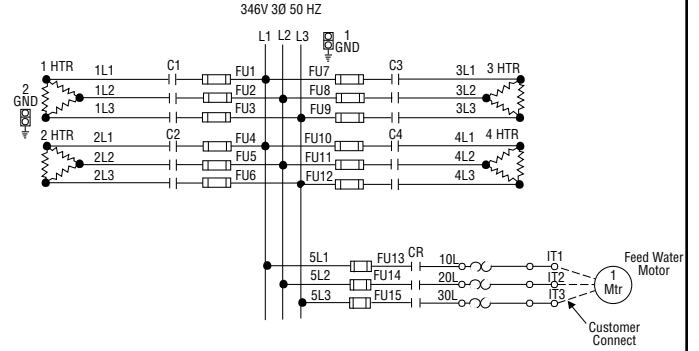 346V 3Ø 50 HZ
L1 L2 L3
1
GND
1 HTR
1L1
C1
FU1
FU7
C3
3L1
3 HTR
1L2
FU2
FU8
3L2
2
GND
1L3
FU3
FU9
3L3
2 HTR
2L1
C2
FU4
FU10
C4
4L1
4 HTR
2L2
FU5
FU11
4L2
2L3
FU6
FU12
4L3
5L1
FU13
CR
10L
IT1
Feed Water
Motor
5L2
FU14
20L
IT2
1
Mtr
5L3
FU15
30L
IT3
Customer
Connect